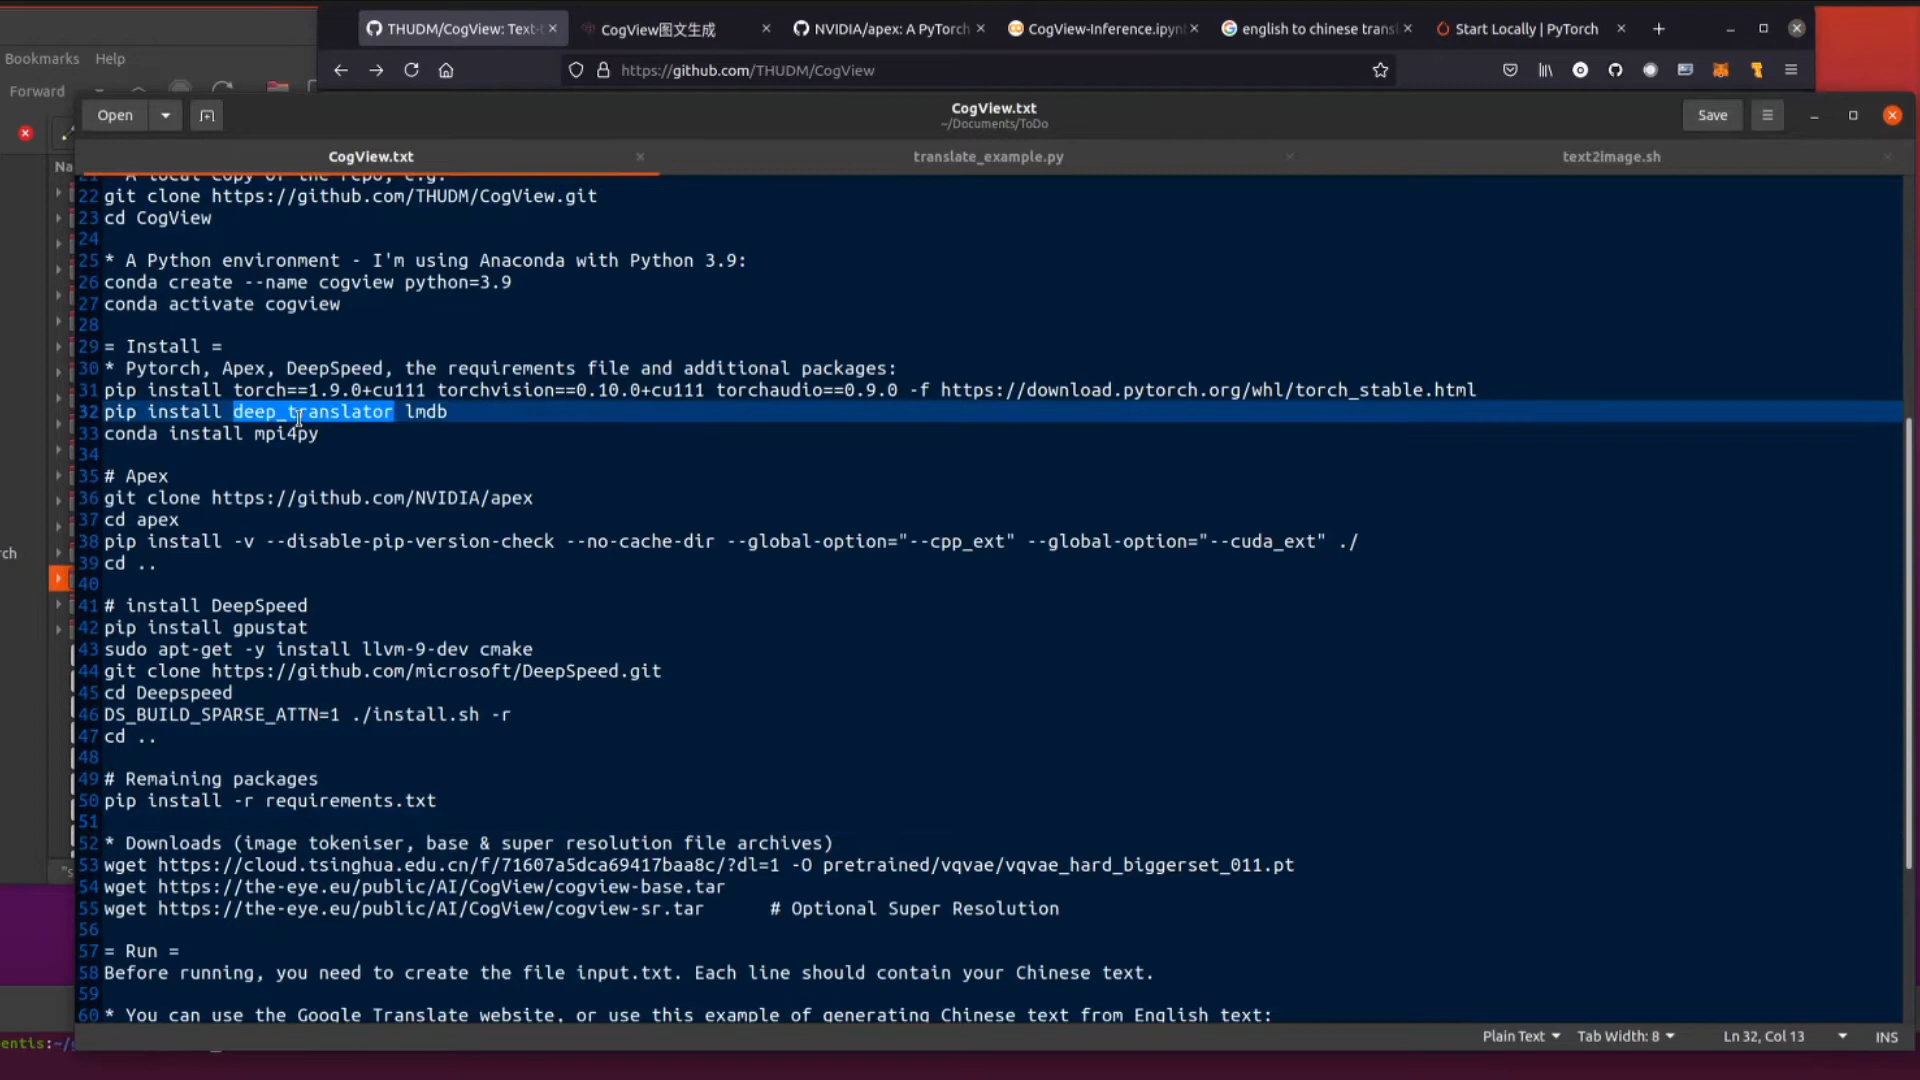 THUDM/CogView: Text-t
CogView图文生成
NVIDIA/apex: A PyTorch
CogView-Inference.ipynb
english to chinese trans
Start Locally | PyTorch
Bookmarks Help
https://github.com/THUDM/CogView
Forward
Open
CogView.txt
~/Documents/ToDo
Save
CogView.txt
translate_example.py
text2image.sh
Na
21 * A local copy of the repo, e.g.
22 git clone https://github.com/THUDM/CogView.git
23 cd CogView
24
25 * A Python environment - I'm using Anaconda with Python 3.9:
26 conda create --name cogview python=3.9
27 conda activate cogview
28
29 = Install =
30 * Pytorch, Apex, DeepSpeed, the requirements file and additional packages:
31 pip install torch==1.9.0+cu111 torchvision==0.10.0+cu111 torchaudio==0.9.0 -f https://download.pytorch.org/whl/torch_stable.html
32 pip install deep_translator lmdb
33 conda install mpi4py
34
35 # Apex
36 git clone https://github.com/NVIDIA/apex
37 cd apex
38 pip install -v --disable-pip-version-check --no-cache-dir --global-option="--cpp_ext" --global-option="--cuda_ext" ./
rch
39 cd ..
40
41 # install DeepSpeed
42 pip install gpustat
43 sudo apt-get -y install llvm-9-dev cmake
44 git clone https://github.com/microsoft/DeepSpeed.git
45 cd Deepspeed
46 DS_BUILD_SPARSE_ATTN=1 ./install.sh -r
47 cd ..
48
49 # Remaining packages
50 pip install -r requirements.txt
51
52 * Downloads (image tokeniser, base & super resolution file archives)
53 wget https://cloud.tsinghua.edu.cn/f/71607a5dca69417baa8c/?dl=1 -O pretrained/vqvae/vqvae_hard_biggerset_011.pt
54 wget https://the-eye.eu/public/AI/CogView/cogview-base.tar
55 wget https://the-eye.eu/public/AI/CogView/cogview-sr.tar # Optional Super Resolution
56
57 = Run =
58 Before running, you need to create the file input.txt. Each line should contain your Chinese text.
59
60 * You can use the Google Translate website, or use this example of generating Chinese text from English text:
Plain Text
Tab Width: 8
Ln 32, Col 13
INS
entis:~/